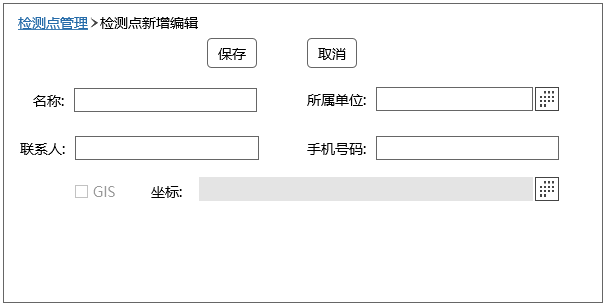 检测点管理>检测点新增编辑
保存 取消
名称: 所属单位:
联系人: 手机号码:
GIS 坐标: